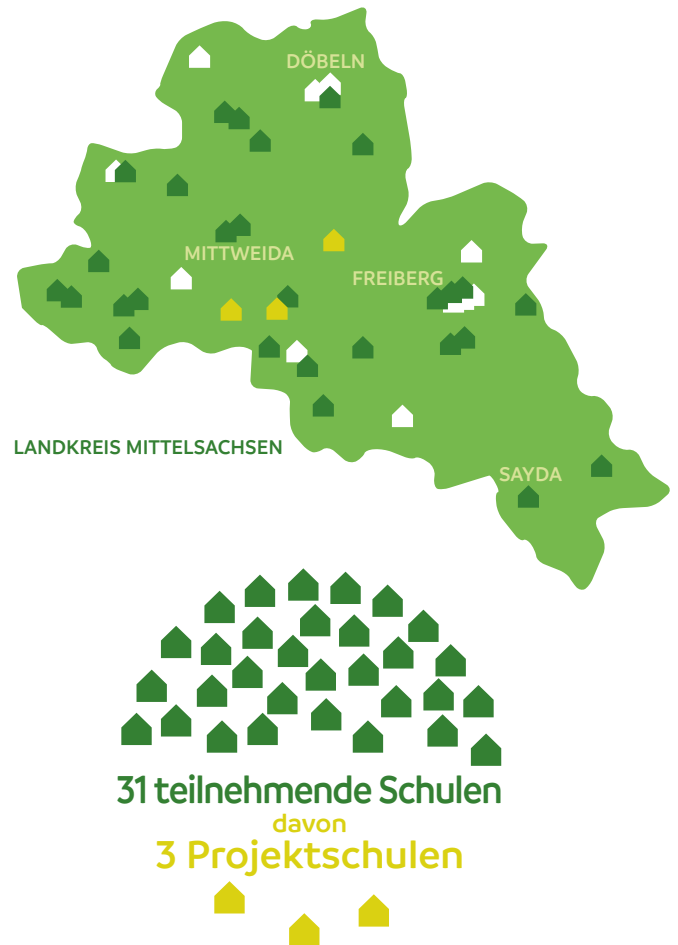 DÖBELN
MITTWEIDA
FREIBERG
LANDKREIS MITTELSACHSEN
SAYDA
31 teilnehmende Schulen
davon
3 Projektschulen